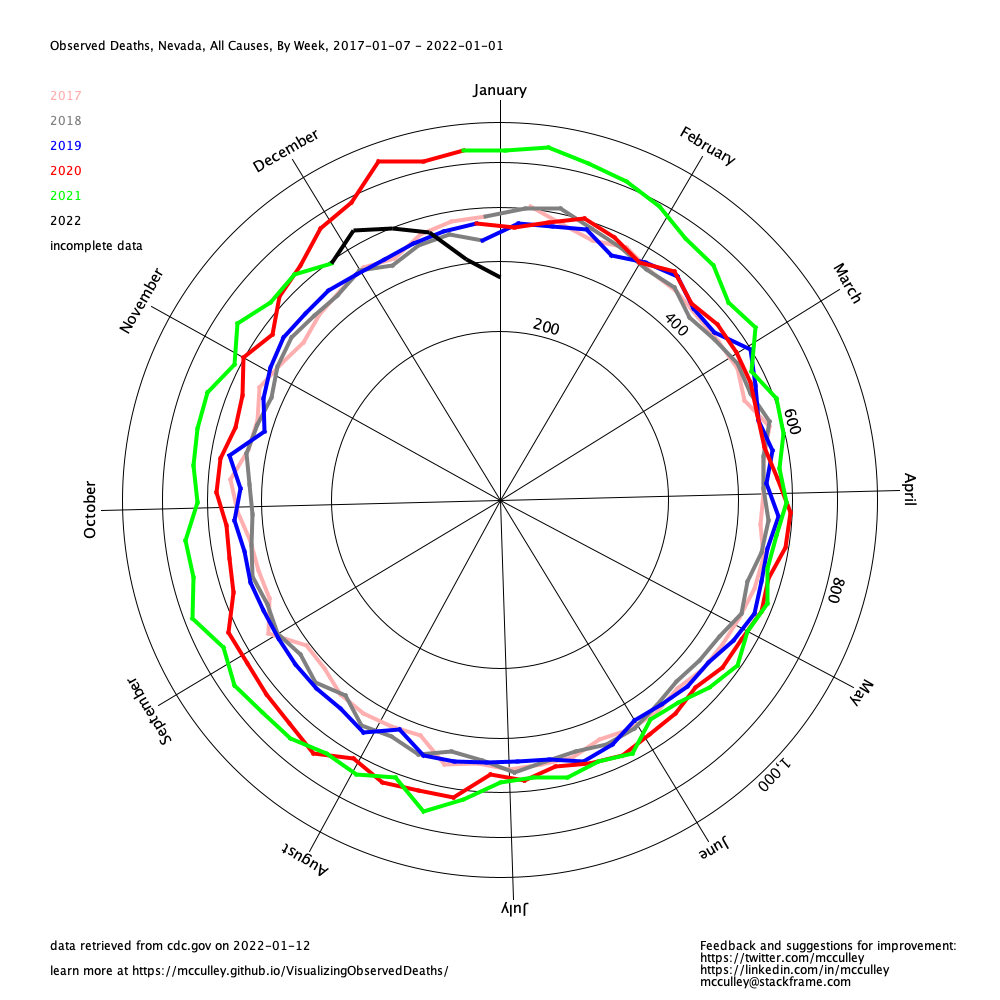 Observed Deaths, Nevada, All Causes, By Week, 2017-01-07 - 2022-01-01
2017
2018
2019
2020
2021
2022
incomplete data
January
February
March
April
May
June
July
August
September
October
November
December
200
400
600
800
1,000
data retrieved from cdc.gov on 2022-01-12
learn more at https://mcculley.github.io/VisualizingObservedDeaths/
Feedback and suggestions for improvement:
https://twitter.com/mcculley
https://linkedin.com/in/mcculley
mcculley@stackframe.com